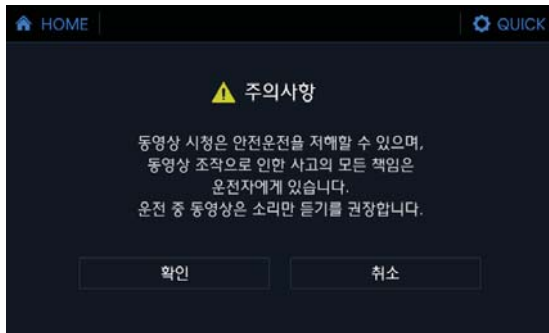 HOME
QUICK
주의사항
동영상 시청은 안전운전을 저해할 수 있으며,
동영상 조작으로 인한 사고의 모든 책임은
운전자에게 있습니다.
운전 중 동영상은 소리만 듣기를 권장합니다.
확인
취소